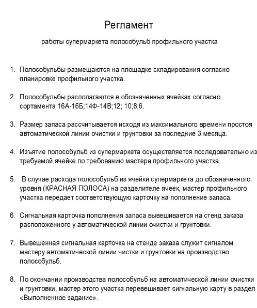 Регламент
работы супермаркета полособульб профильного участка
1. Полособульбы размещаются на площадке складирования согласно
планировке профильного участка.
2. Полособульбы располагаются в обозначенных ячейках согласно
сортамента 16А-16Б;14Ф-14В;12; 10;8;6.
3. Размер запаса рассчитывается исходя из максимального времени простоя
автоматической линии очистки и грунтовки за последние 3 месяца.
4. Изъятие полособульб из супермаркета осуществляется последовательно из
требуемой ячейки по требованию мастера профильного участка.
5. В случае расхода полособульб из ячейки супермаркета до обозначенного
уровня (КРАСНАЯ ПОЛОСА) на разделителе ячеек, мастер профильного
участка передает соответствующую карточку на пополнение запаса.
6. Сигнальная карточка пополнения запаса вывешивается на стенд заказа
расположенного у автоматической линии очистки и грунтовки.
7. Вывешенная сигнальная карточка на стенде заказа служит сигналом
мастеру автоматической линии чистки и грунтовки на производство
полособульб.
8. По окончании производства полособульб на автоматической линии очистки
и грунтовки, мастер этого участка перевешивает сигнальную карту в раздел
«Выполненное задание».